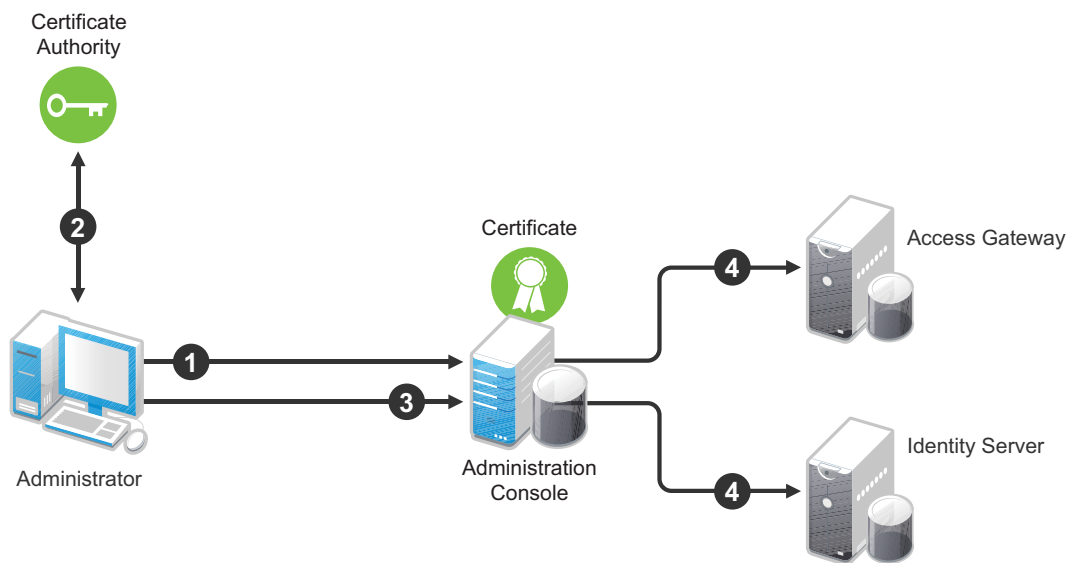 Certificate
Authority
2
Certificate
4
Access Gateway
1
3
Administrator
Administration
Console
4
Identity Server